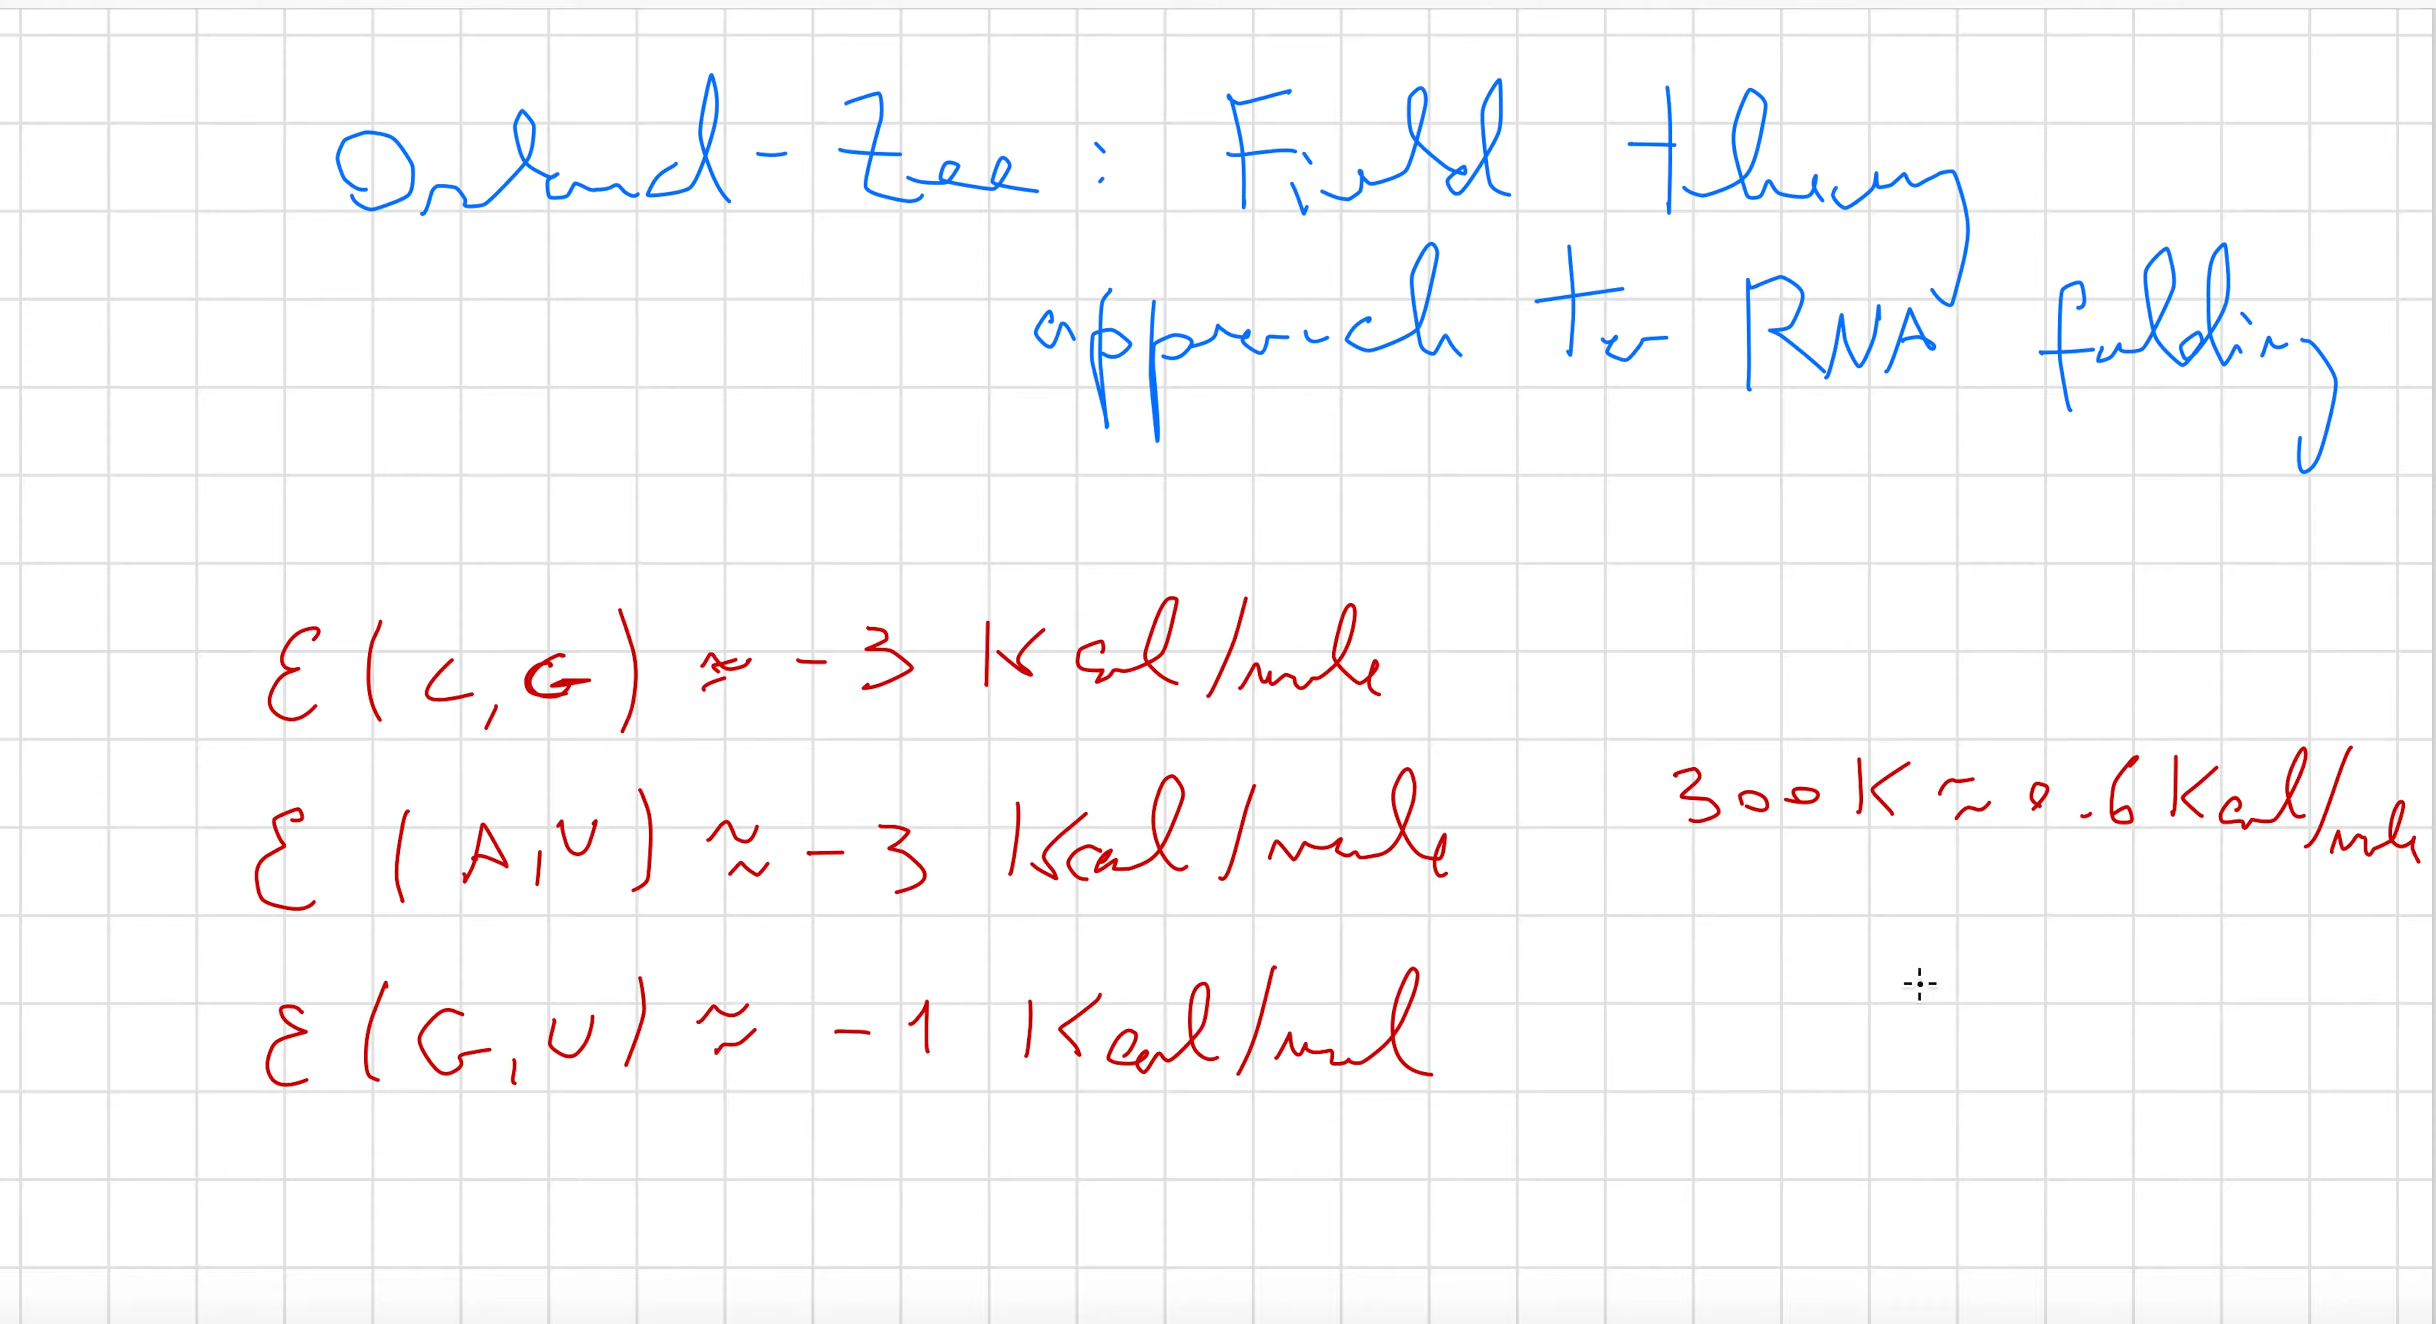 Orland-Zee: Field theory
approach to RNA folding
ε(C,G) ≈ -3 Kcal/mole
ε(A,U) ≈ -3 Kcal/mole
300K ≈ 0.6 Kcal/mole
ε(G,U) ≈ -1 Kcal/mol